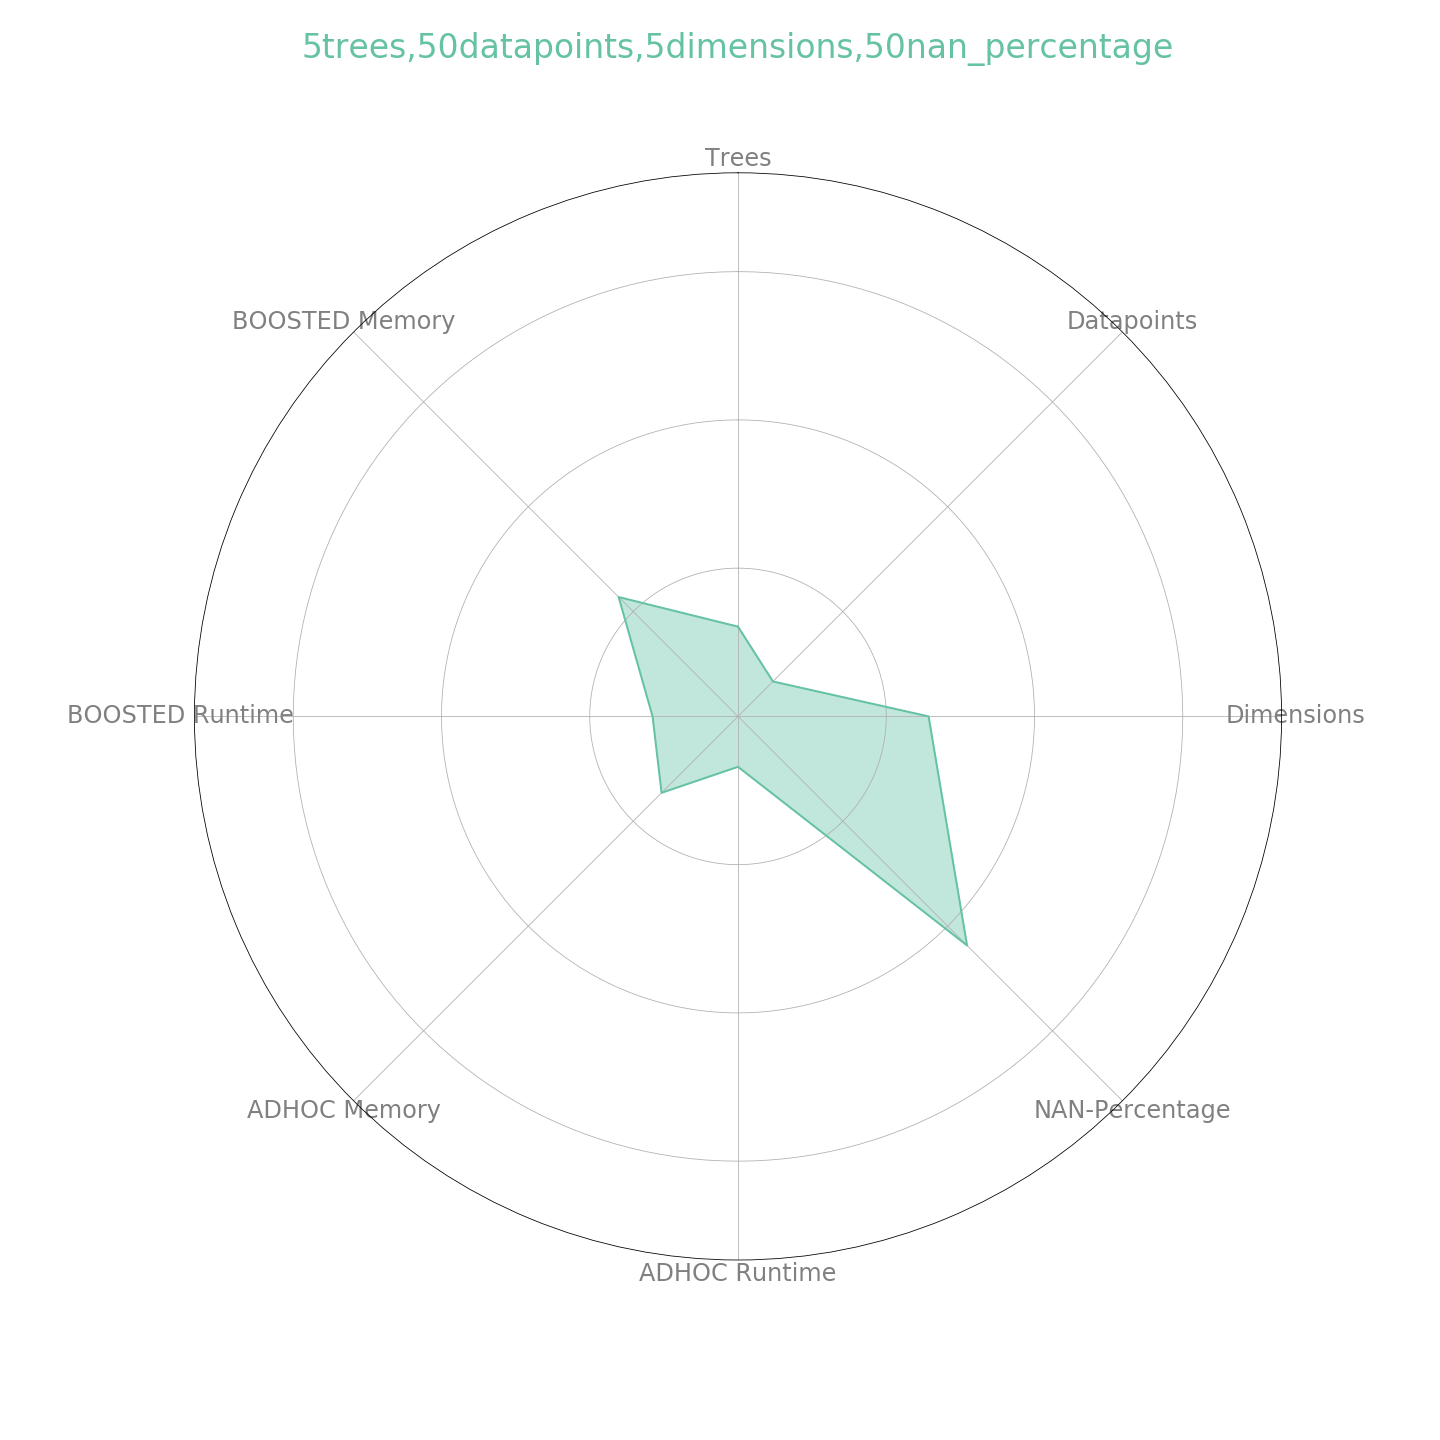 5trees,50datapoints,5dimensions,50nan_percentage
Trees
BOOSTED Memory
Datapoints
BOOSTED Runtime
Dimensions
ADHOC Memory
NAN-Percentage
ADHOC Runtime